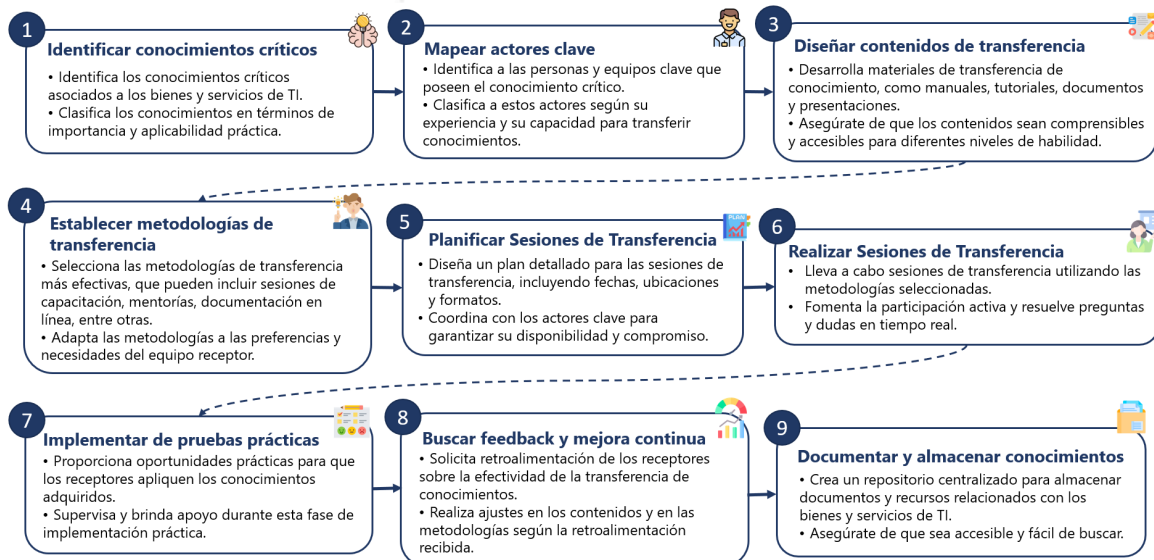 1
Identificar conocimientos críticos
• Identifica los conocimientos críticos
asociados a los bienes y servicios de TI.
• Clasifica los conocimientos en términos de
importancia y aplicabilidad práctica.
2
Mapear actores clave
• Identifica a las personas y equipos clave que
poseen el conocimiento crítico.
• Clasifica a estos actores según su
experiencia y su capacidad para transferir
conocimientos.
3
Diseñar contenidos de transferencia
• Desarrolla materiales de transferencia de
conocimiento, como manuales, tutoriales, documentos
y presentaciones.
• Asegúrate de que los contenidos sean comprensibles
y accesibles para diferentes niveles de habilidad.
4
Establecer metodologías de
transferencia
• Selecciona las metodologías de transferencia
más efectivas, que pueden incluir sesiones de
capacitación, mentorías, documentación en
línea, entre otras.
• Adapta las metodologías a las preferencias y
necesidades del equipo receptor.
5
PLAN
Planificar Sesiones de Transferencia
• Diseña un plan detallado para las sesiones de
transferencia, incluyendo fechas, ubicaciones
y formatos.
• Coordina con los actores clave para
garantizar su disponibilidad y compromiso.
6
Realizar Sesiones de Transferencia
• Lleva a cabo sesiones de transferencia utilizando las
metodologías seleccionadas.
• Fomenta la participación activa y resuelve preguntas
y dudas en tiempo real.
7
Implementar de pruebas prácticas
• Proporciona oportunidades prácticas para que
los receptores apliquen los conocimientos
adquiridos.
• Supervisa y brinda apoyo durante esta fase de
implementación práctica.
8
Buscar feedback y mejora continua
• Solicita retroalimentación de los receptores
sobre la efectividad de la transferencia de
conocimientos.
• Realiza ajustes en los contenidos y en las
metodologías según la retroalimentación
recibida.
9
Documentar y almacenar conocimientos
• Crea un repositorio centralizado para almacenar
documentos y recursos relacionados con los
bienes y servicios de TI.
• Asegúrate de que sea accesible y fácil de buscar.